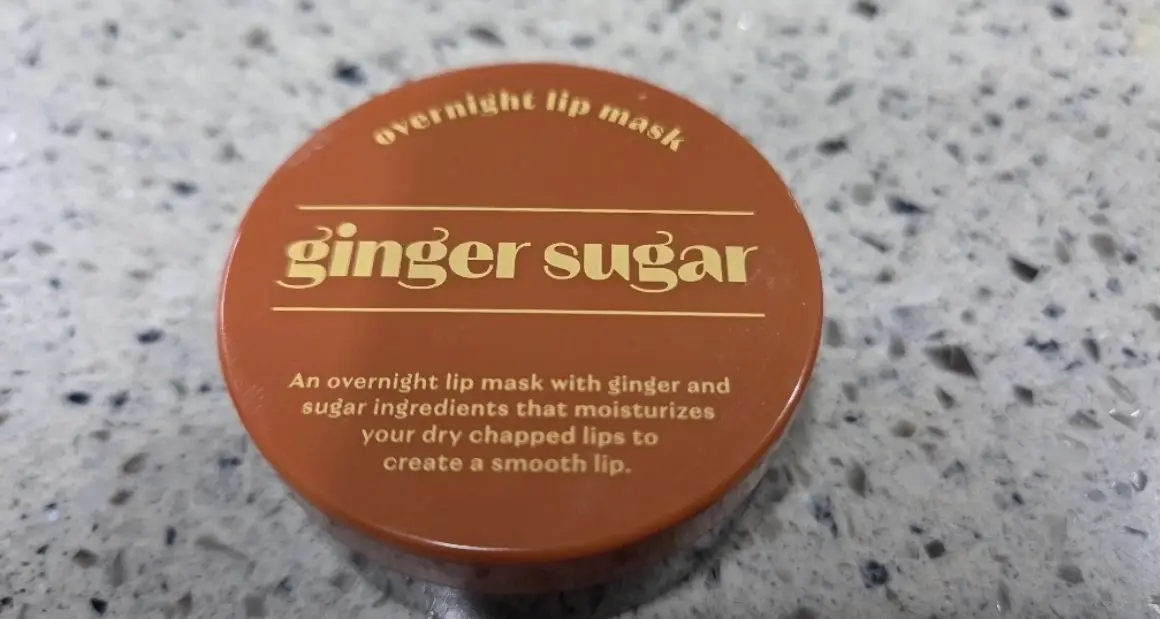 overnight lip mask
ginger sugar
An overnight lip mask with ginger and
sugar ingredients that moisturizes
your dry chapped lips to
create a smooth lip.